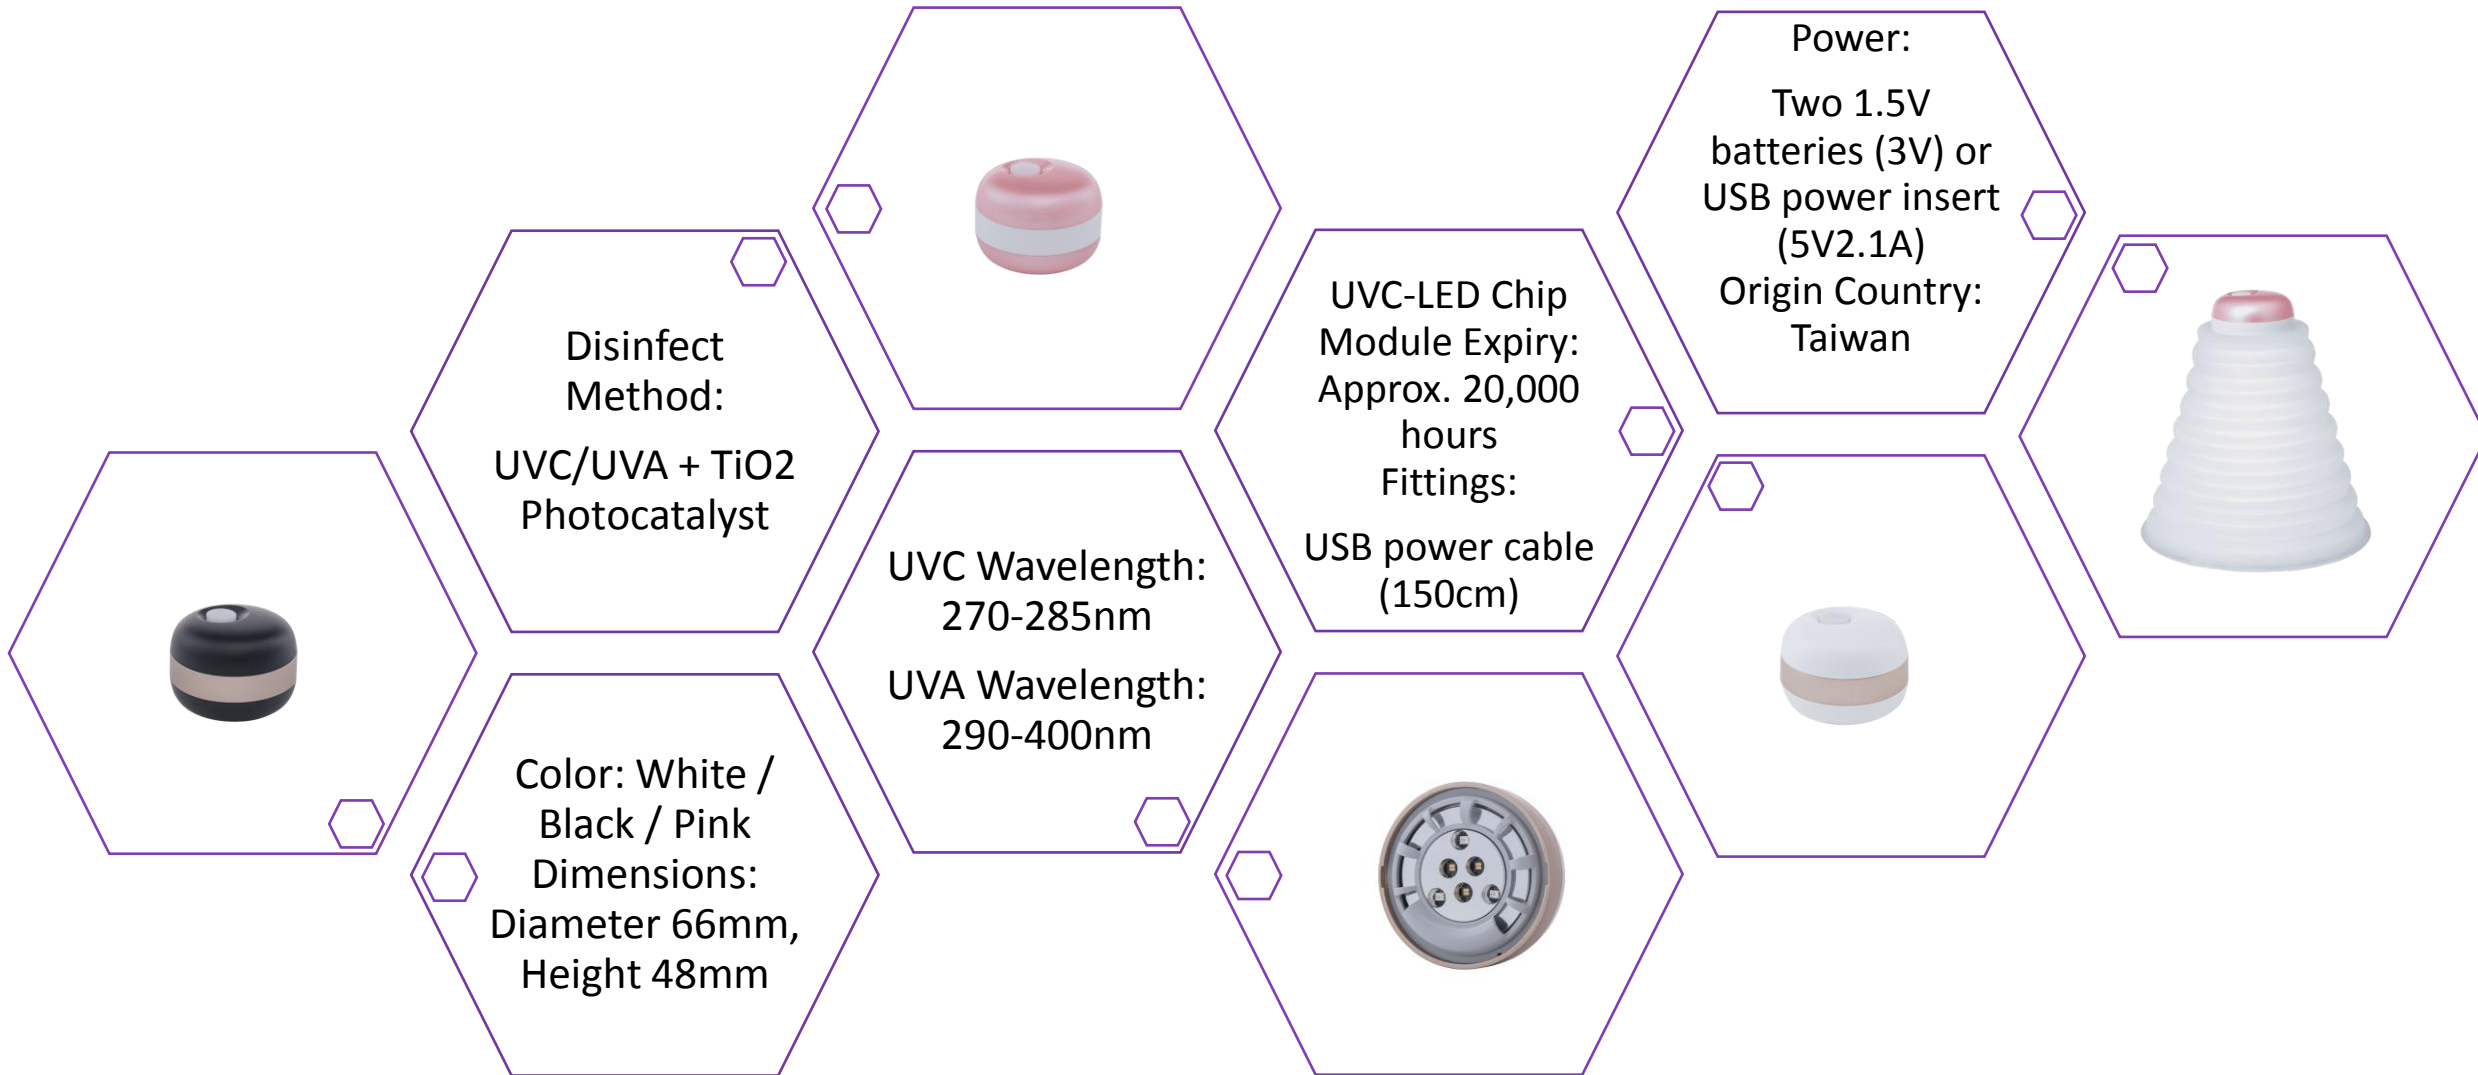 Disinfect
Method:
UVC/UVA + TiO2
Photocatalyst
Color: White /
Black / Pink
Dimensions:
Diameter 66mm,
Height 48mm
UVC Wavelength:
270-285nm
UVA Wavelength:
290-400nm
UVC-LED Chip
Module Expiry:
Approx. 20,000
hours
Fittings:
USB power cable
(150cm)
Power:
Two 1.5V
batteries (3V) or
USB power insert
(5V2.1A)
Origin Country:
Taiwan